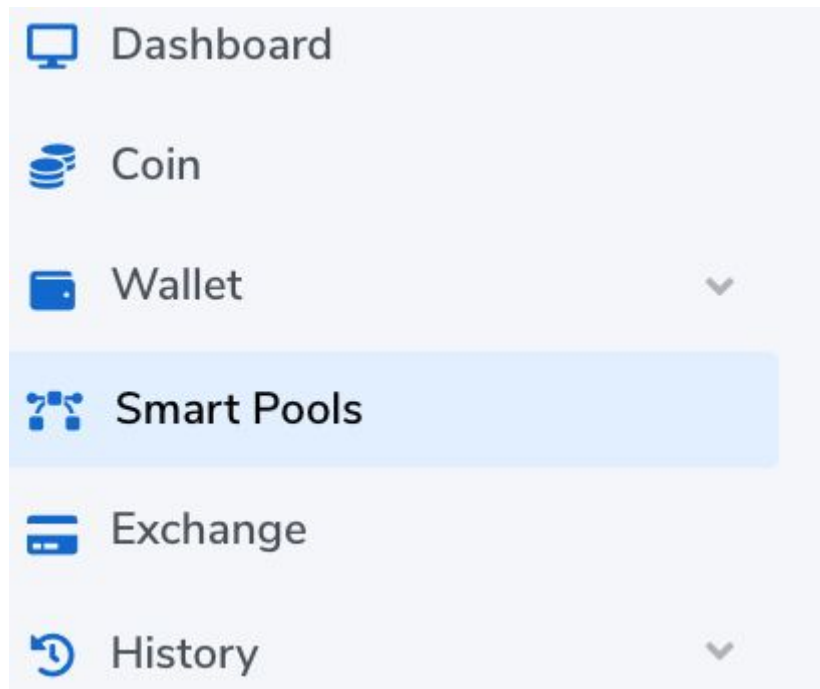 Dashboard
Coin
Wallet
Smart Pools
Exchange
History